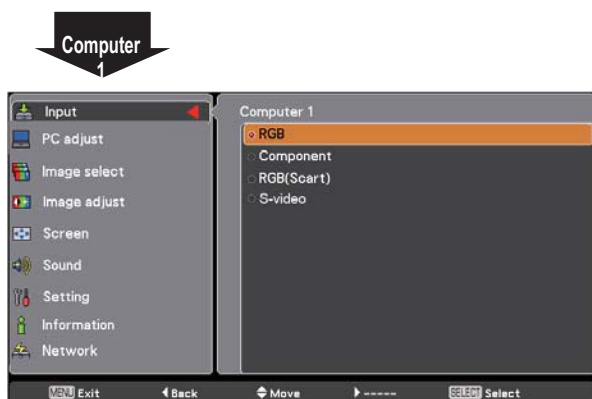 Computer
1
Input
PC adjust
Image select
Image adjust
Screen
Sound
Setting
Information
Network
Computer 1
RGB
Component
RGB(Scart)
S-video
MENU Exit ◀Back ◆Move ▶----- SELECT Select